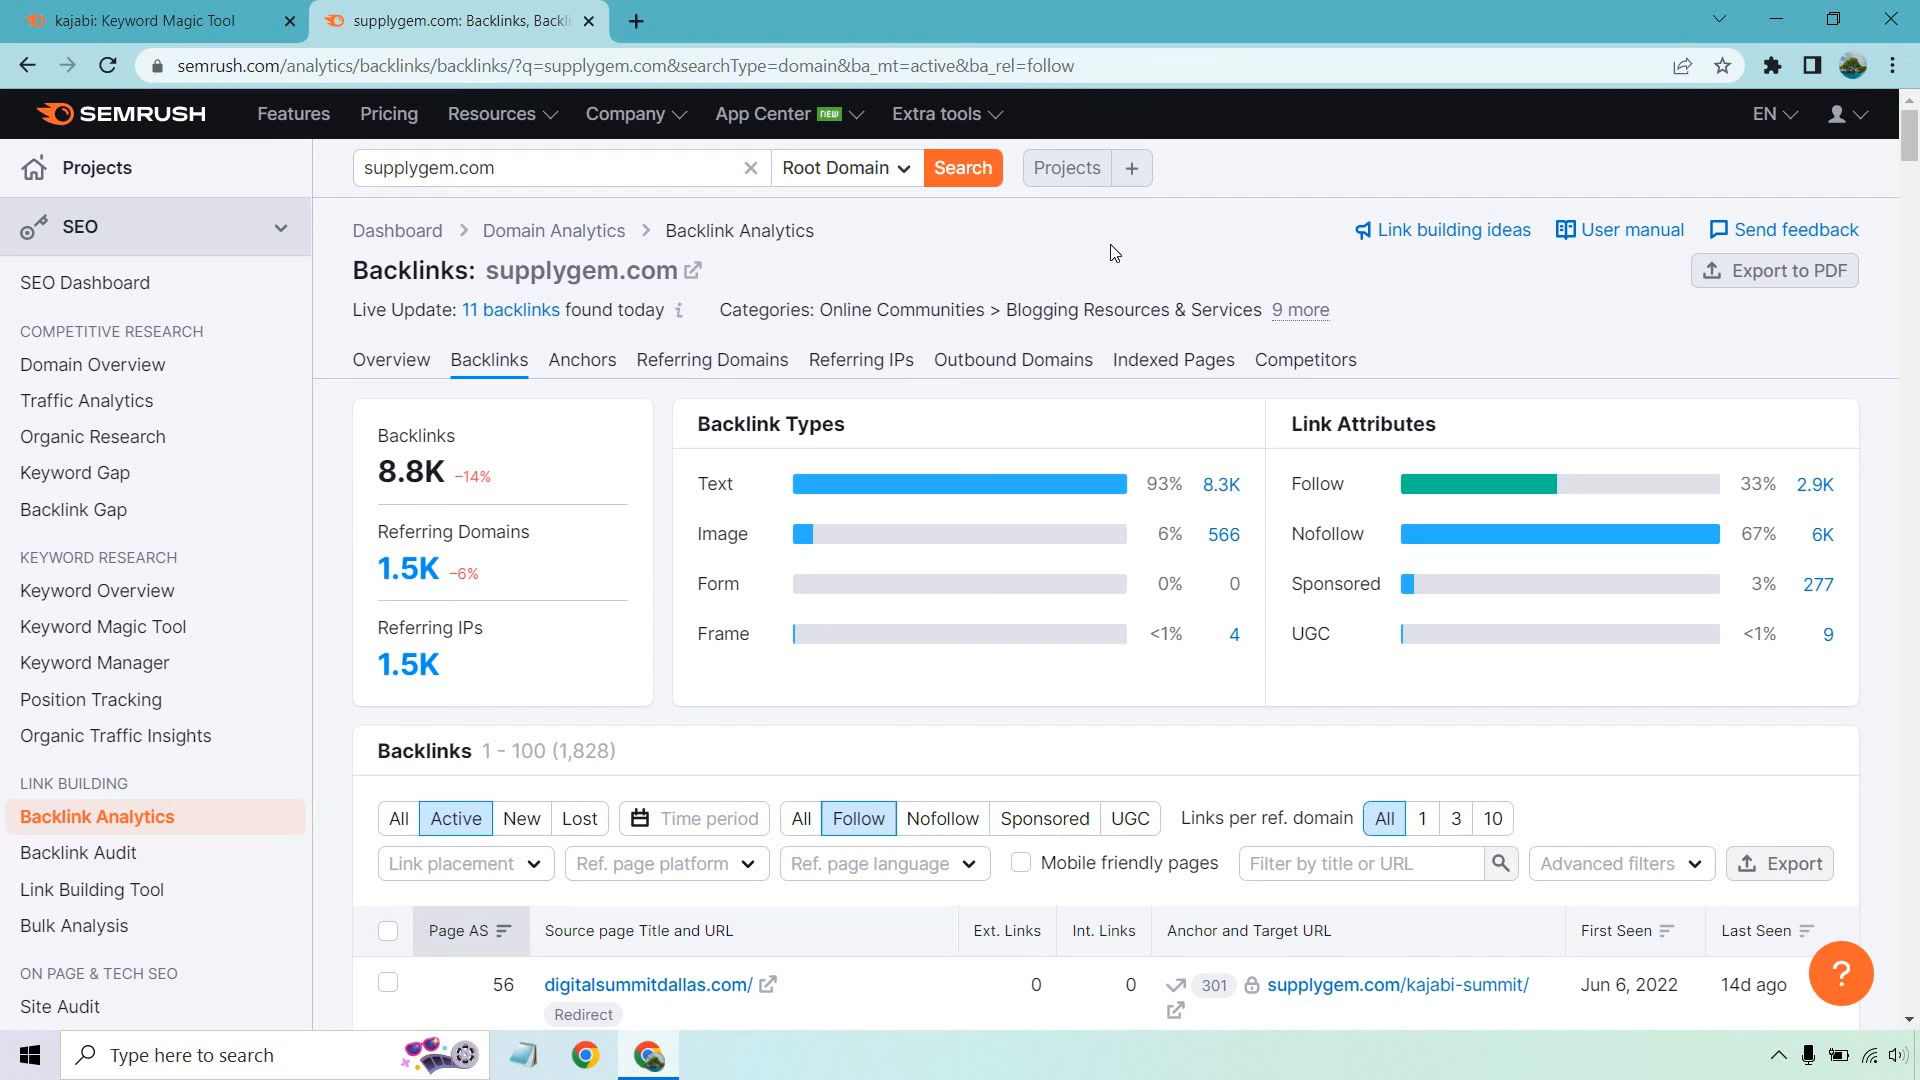 kajabi: Keyword Magic Tool
supplygem.com: Backlinks, Backli
semrush.com/analytics/backlinks/backlinks/?q=supplygem.com&searchType=domain&ba_mt=active&ba_rel=follow
SEMRUSH Features Pricing Resources Company App Center NEW Extra tools EN
Projects
supplygem.com Root Domain Search Projects +
SEO
Dashboard > Domain Analytics > Backlink Analytics
Link building ideas User manual Send feedback
Backlinks: supplygem.com
Export to PDF
Live Update: 11 backlinks found today i Categories: Online Communities > Blogging Resources & Services 9 more
Overview Backlinks Anchors Referring Domains Referring IPs Outbound Domains Indexed Pages Competitors
SEO Dashboard
COMPETITIVE RESEARCH
Domain Overview
Traffic Analytics
Organic Research
Keyword Gap
Backlink Gap
KEYWORD RESEARCH
Keyword Overview
Keyword Magic Tool
Keyword Manager
Position Tracking
Organic Traffic Insights
LINK BUILDING
Backlink Analytics
Backlink Audit
Link Building Tool
Bulk Analysis
ON PAGE & TECH SEO
Site Audit
Backlinks
8.8K -14%
Referring Domains
1.5K -6%
Referring IPs
1.5K
Backlink Types
Text 93% 8.3K
Image 6% 566
Form 0% 0
Frame <1% 4
Link Attributes
Follow 33% 2.9K
Nofollow 67% 6K
Sponsored 3% 277
UGC <1% 9
Backlinks 1 - 100 (1,828)
All Active New Lost Time period All Follow Nofollow Sponsored UGC Links per ref. domain All 1 3 10
Link placement Ref. page platform Ref. page language Mobile friendly pages Filter by title or URL Advanced filters Export
Page AS Source page Title and URL Ext. Links Int. Links Anchor and Target URL First Seen Last Seen
56 digitalsummitdallas.com/ 0 0 301 supplygem.com/kajabi-summit/ Jun 6, 2022 14d ago
Redirect
?
Type here to search